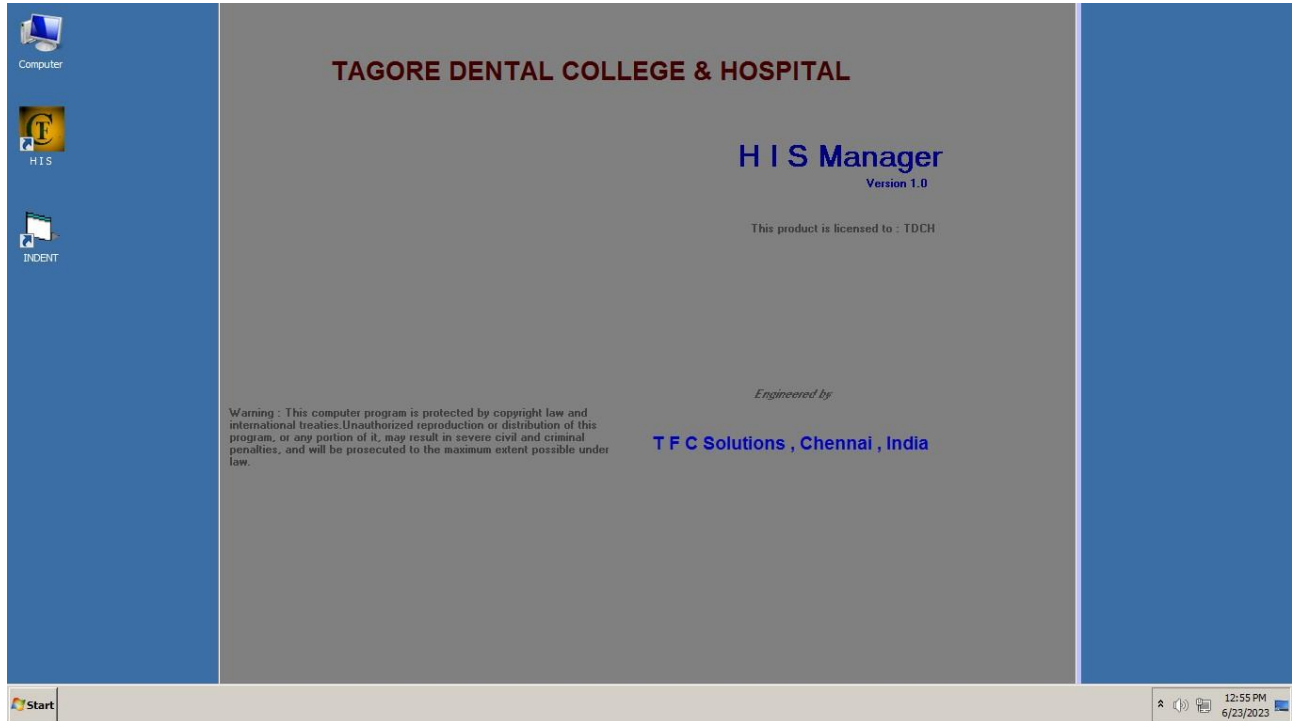 Computer
TAGORE DENTAL COLLEGE & HOSPITAL
HIS
H I S Manager
Version 1.0
This product is licensed to : TDCH
INDENT
Engineered by
Warning : This computer program is protected by copyright law and
international treaties.Unauthorized reproduction or distribution of this
program, or any portion of it, may result in severe civil and criminal
penalties, and will be prosecuted to the maximum extent possible under
law.
T F C Solutions , Chennai , India
Start
12:55 PM
6/23/2023